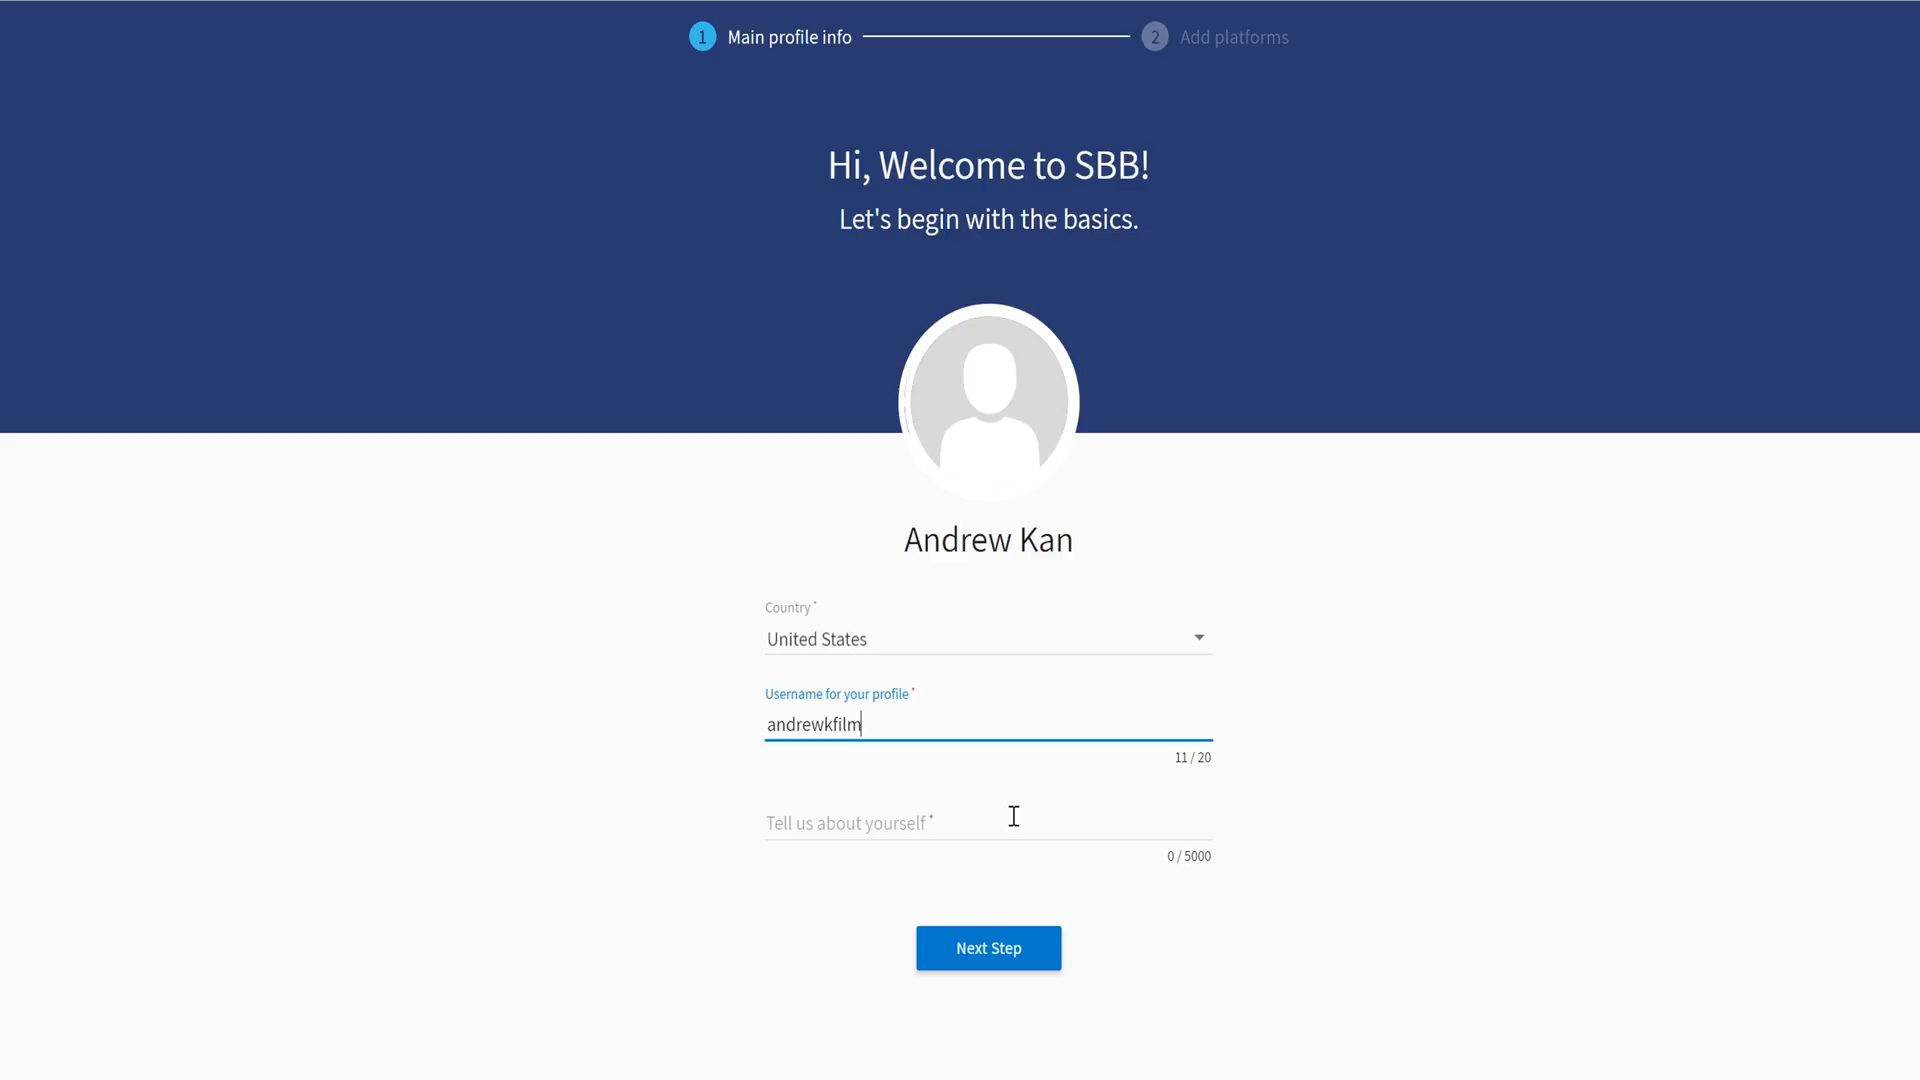 1 Main profile info 2 Add platforms
Hi, Welcome to SBB!
Let's begin with the basics.
Andrew Kan
Country *
United States
Username for your profile *
andrewkfilm
11 / 20
Tell us about yourself *
0 / 5000
Next Step